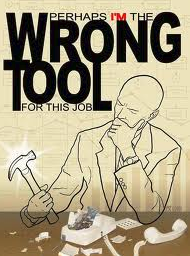 PERHAPS I'M THE
WRONG
TOOL
FOR THIS JOB